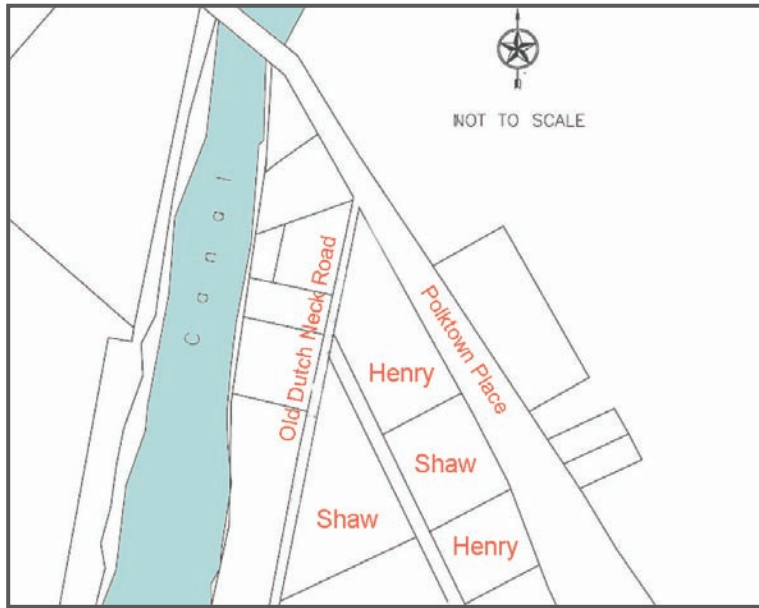 NOT TO SCALE
Canal
Old Dutch Neck Road
Polktown Place
Henry
Shaw
Shaw
Henry